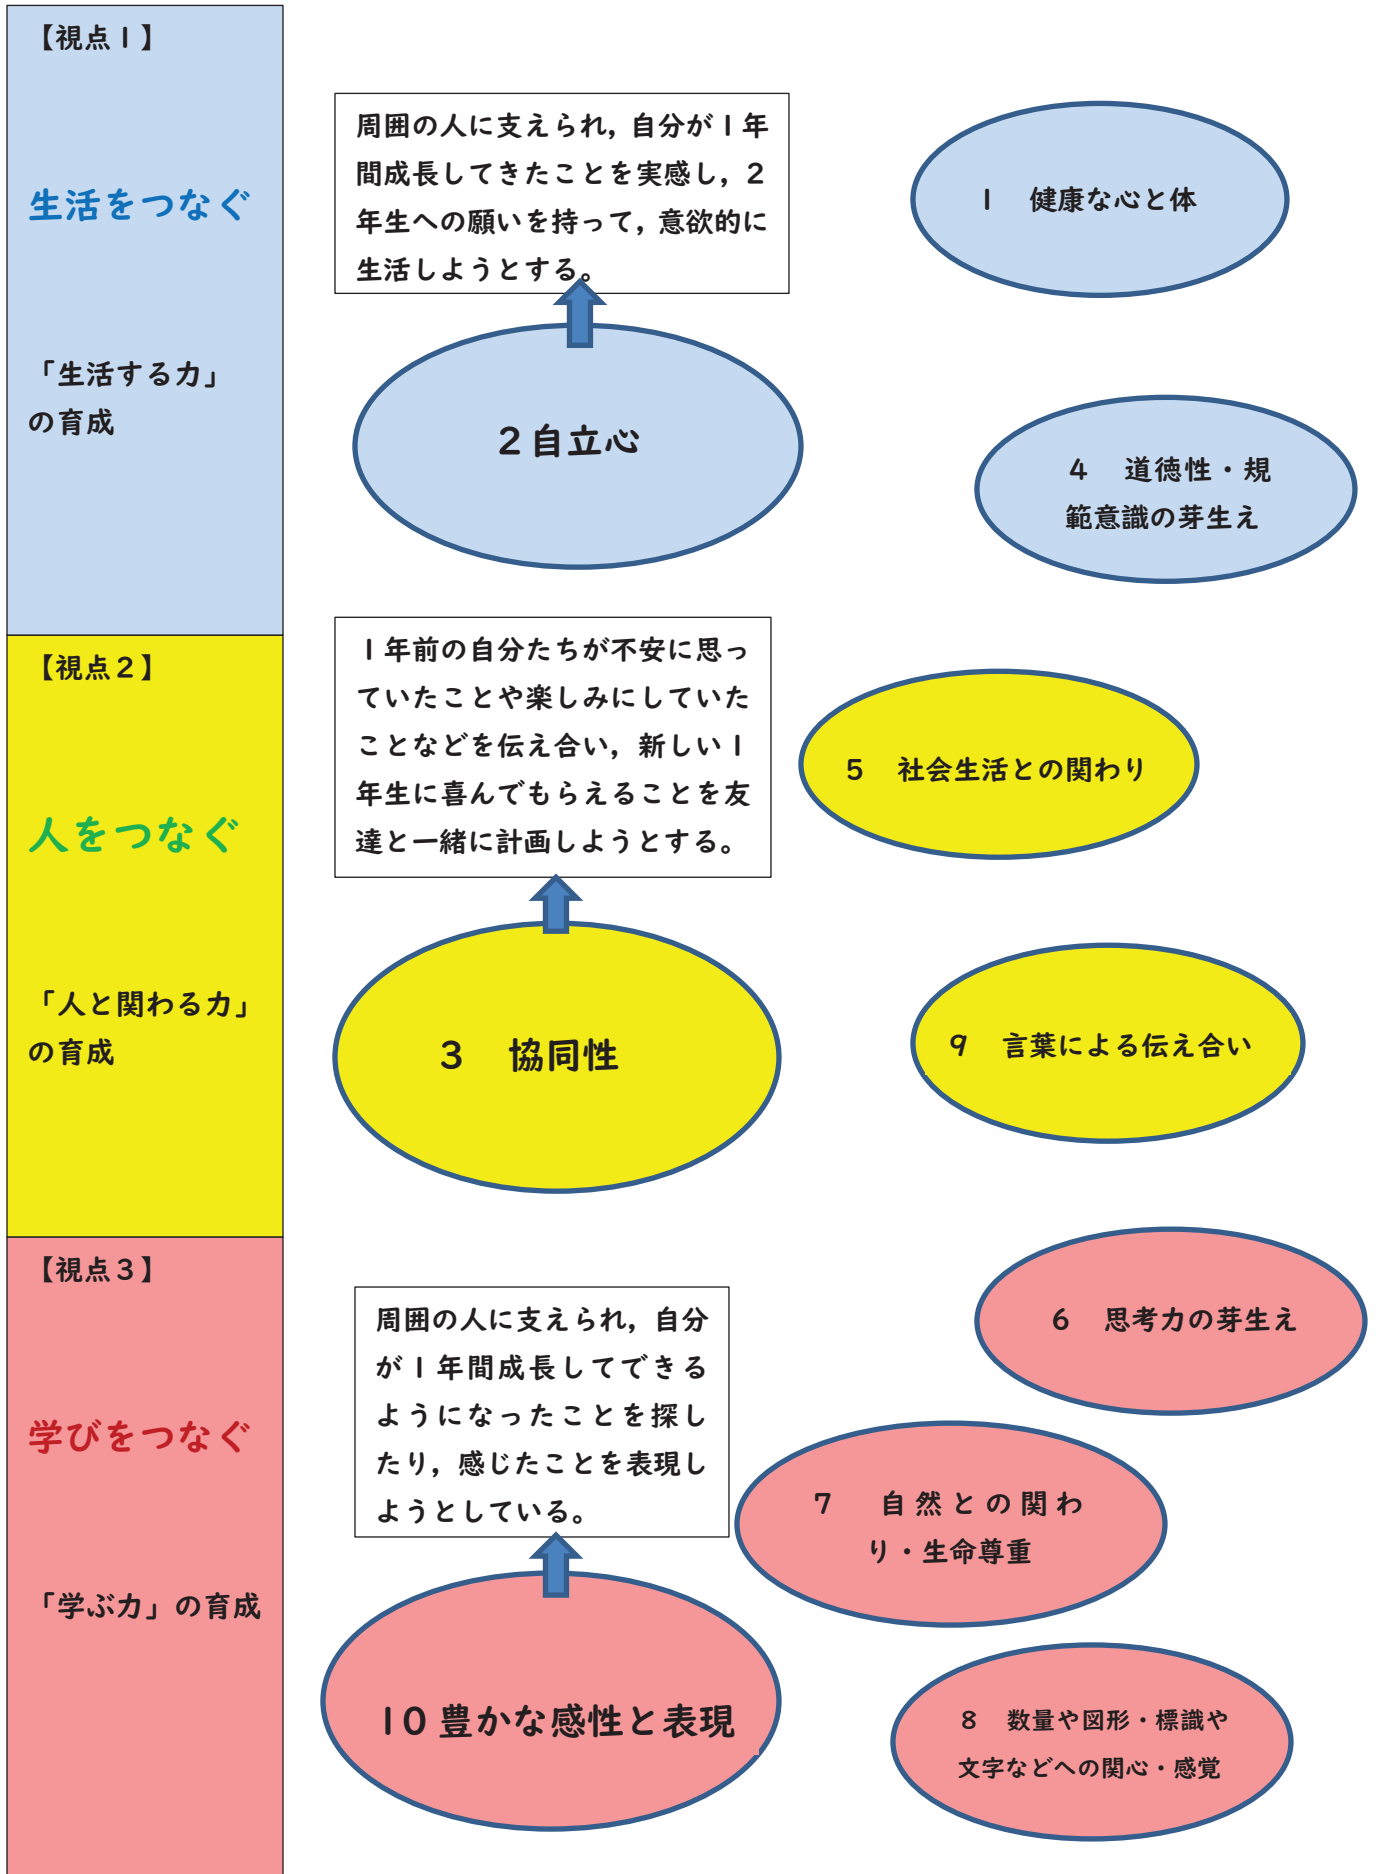 【視点１】
生活をつなぐ
「生活する力」
の育成
周囲の人に支えられ，自分が１年
間成長してきたことを実感し，２
年生への願いを持って，意欲的に
生活しようとする。
２自立心
１　健康な心と体
４　道徳性・規
範意識の芽生え
【視点２】
人をつなぐ
「人と関わる力」
の育成
１年前の自分たちが不安に思っ
ていたことや楽しみにしていた
ことなどを伝え合い，新しい１
年生に喜んでもらえることを友
達と一緒に計画しようとする。
３　協同性
５　社会生活との関わり
９　言葉による伝え合い
【視点３】
学びをつなぐ
「学ぶ力」の育成
周囲の人に支えられ，自分
が１年間成長してできる
ようになったことを探し
たり，感じたことを表現し
ようとしている。
10 豊かな感性と表現
６　思考力の芽生え
７　自然との関わ
り・生命尊重
８　数量や図形・標識や
文字などへの関心・感覚